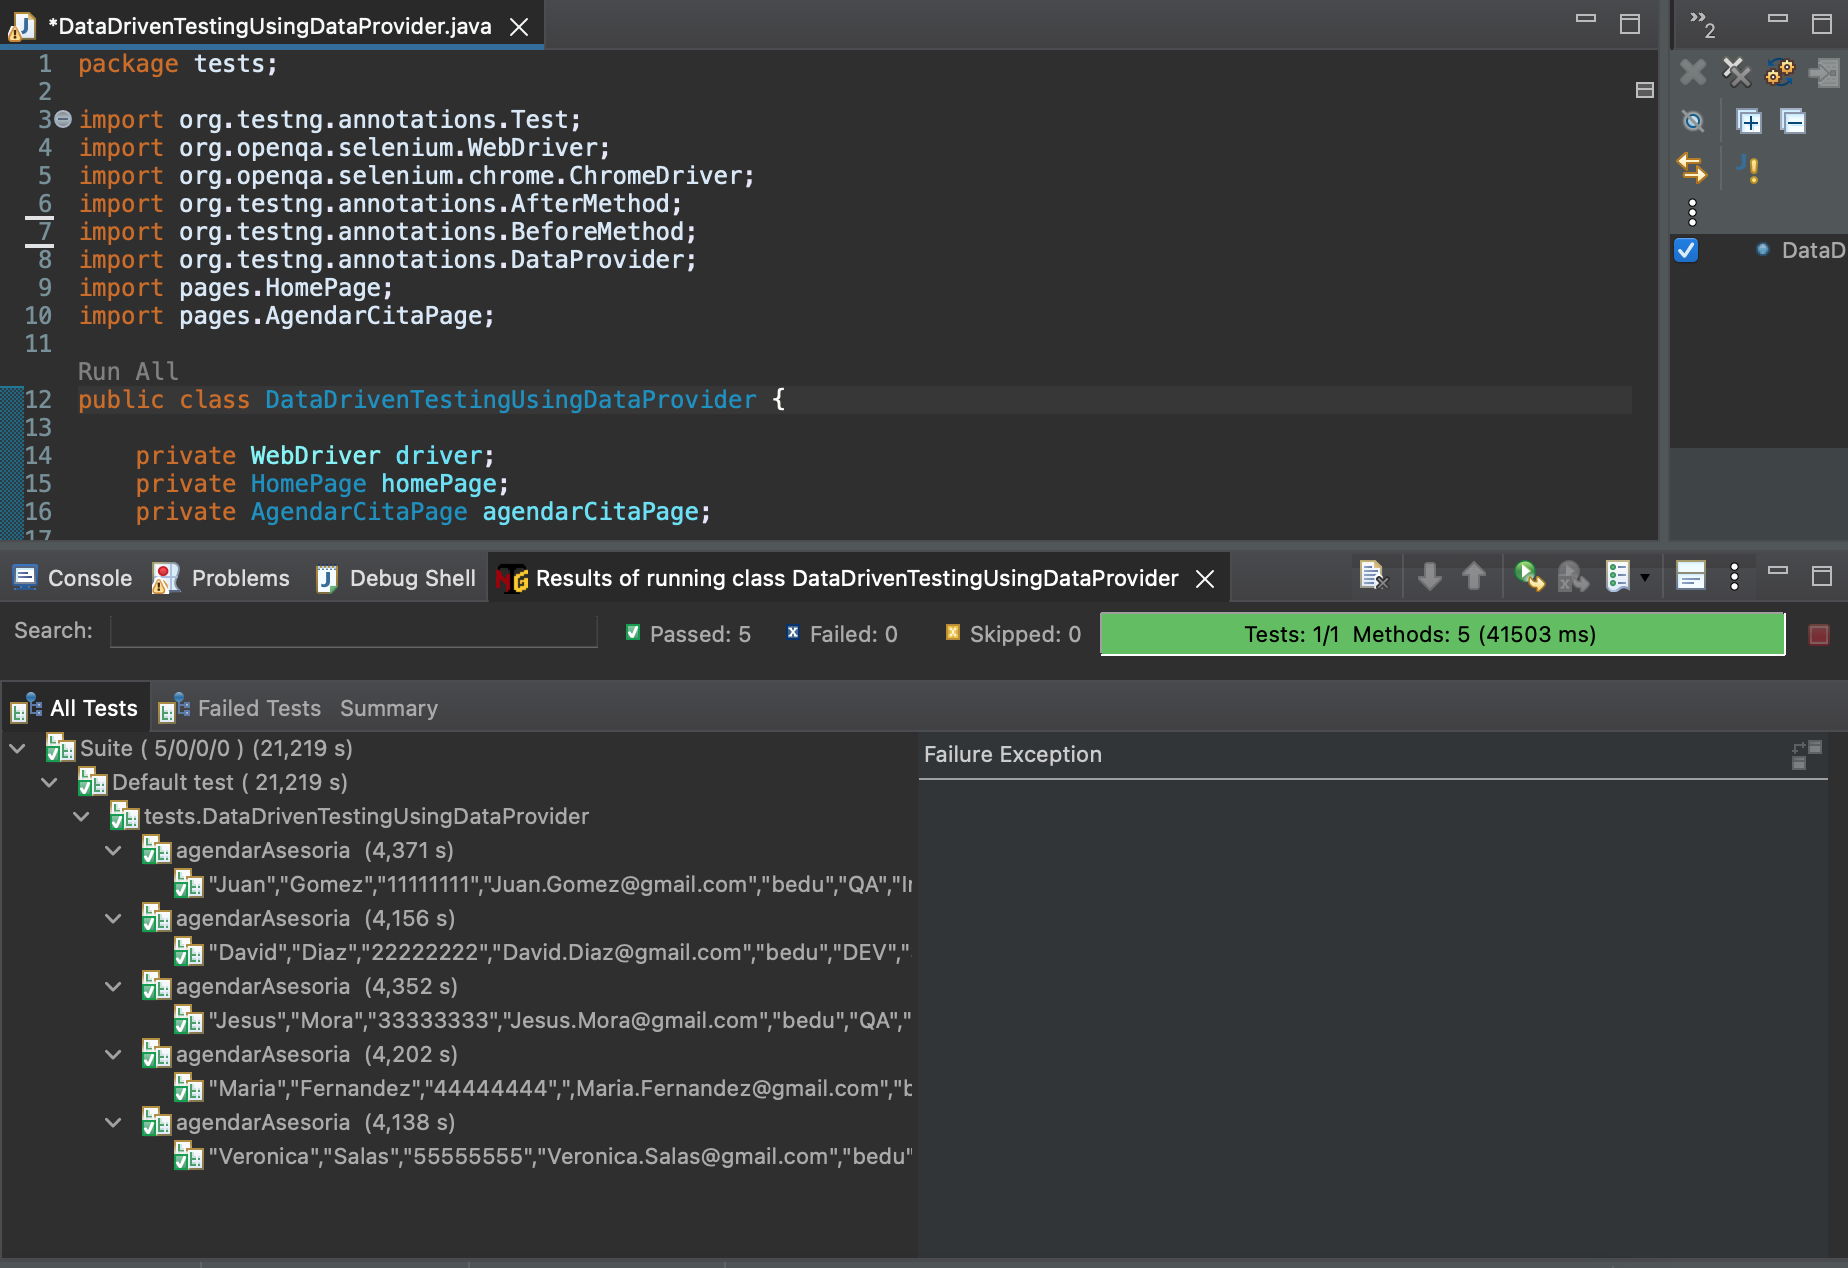 *DataDrivenTestingUsingDataProvider.java
»2
1 package tests;
2
3 import org.testng.annotations.Test;
4 import org.openqa.selenium.WebDriver;
5 import org.openqa.selenium.chrome.ChromeDriver;
6 import org.testng.annotations.AfterMethod;
7 import org.testng.annotations.BeforeMethod;
8 import org.testng.annotations.DataProvider;
9 import pages.HomePage;
10 import pages.AgendarCitaPage;
11
Run All
12 public class DataDrivenTestingUsingDataProvider {
13
14 private WebDriver driver;
15 private HomePage homePage;
16 private AgendarCitaPage agendarCitaPage;
17
DataD
Console Problems Debug Shell Results of running class DataDrivenTestingUsingDataProvider
Search: Passed: 5 Failed: 0 Skipped: 0 Tests: 1/1 Methods: 5 (41503 ms)
All Tests Failed Tests Summary
Suite ( 5/0/0/0 ) (21,219 s)
Default test ( 21,219 s)
tests.DataDrivenTestingUsingDataProvider
agendarAsesoria (4,371 s)
"Juan","Gomez","11111111","Juan.Gomez@gmail.com","bedu","QA","I
agendarAsesoria (4,156 s)
"David","Diaz","22222222","David.Diaz@gmail.com","bedu","DEV","
agendarAsesoria (4,352 s)
"Jesus","Mora","33333333","Jesus.Mora@gmail.com","bedu","QA","
agendarAsesoria (4,202 s)
"Maria","Fernandez","44444444",",Maria.Fernandez@gmail.com","b
agendarAsesoria (4,138 s)
"Veronica","Salas","55555555","Veronica.Salas@gmail.com","bedu"
Failure Exception